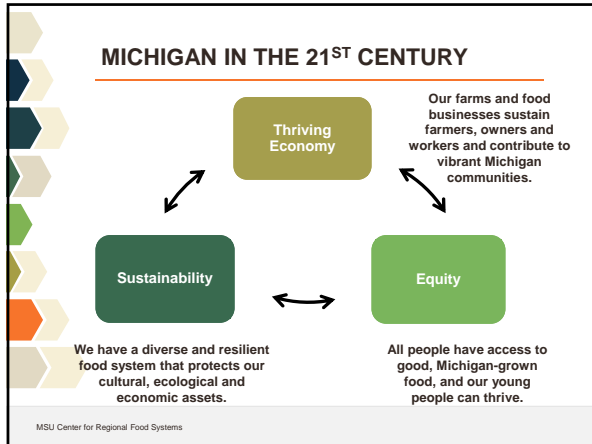 MICHIGAN IN THE 21ST CENTURY
Thriving
Economy
Our farms and food
businesses sustain
farmers, owners and
workers and contribute to
vibrant Michigan
communities.
Sustainability
Equity
We have a diverse and resilient
food system that protects our
cultural, ecological and
economic assets.
All people have access to
good, Michigan-grown
food, and our young
people can thrive.
MSU Center for Regional Food Systems